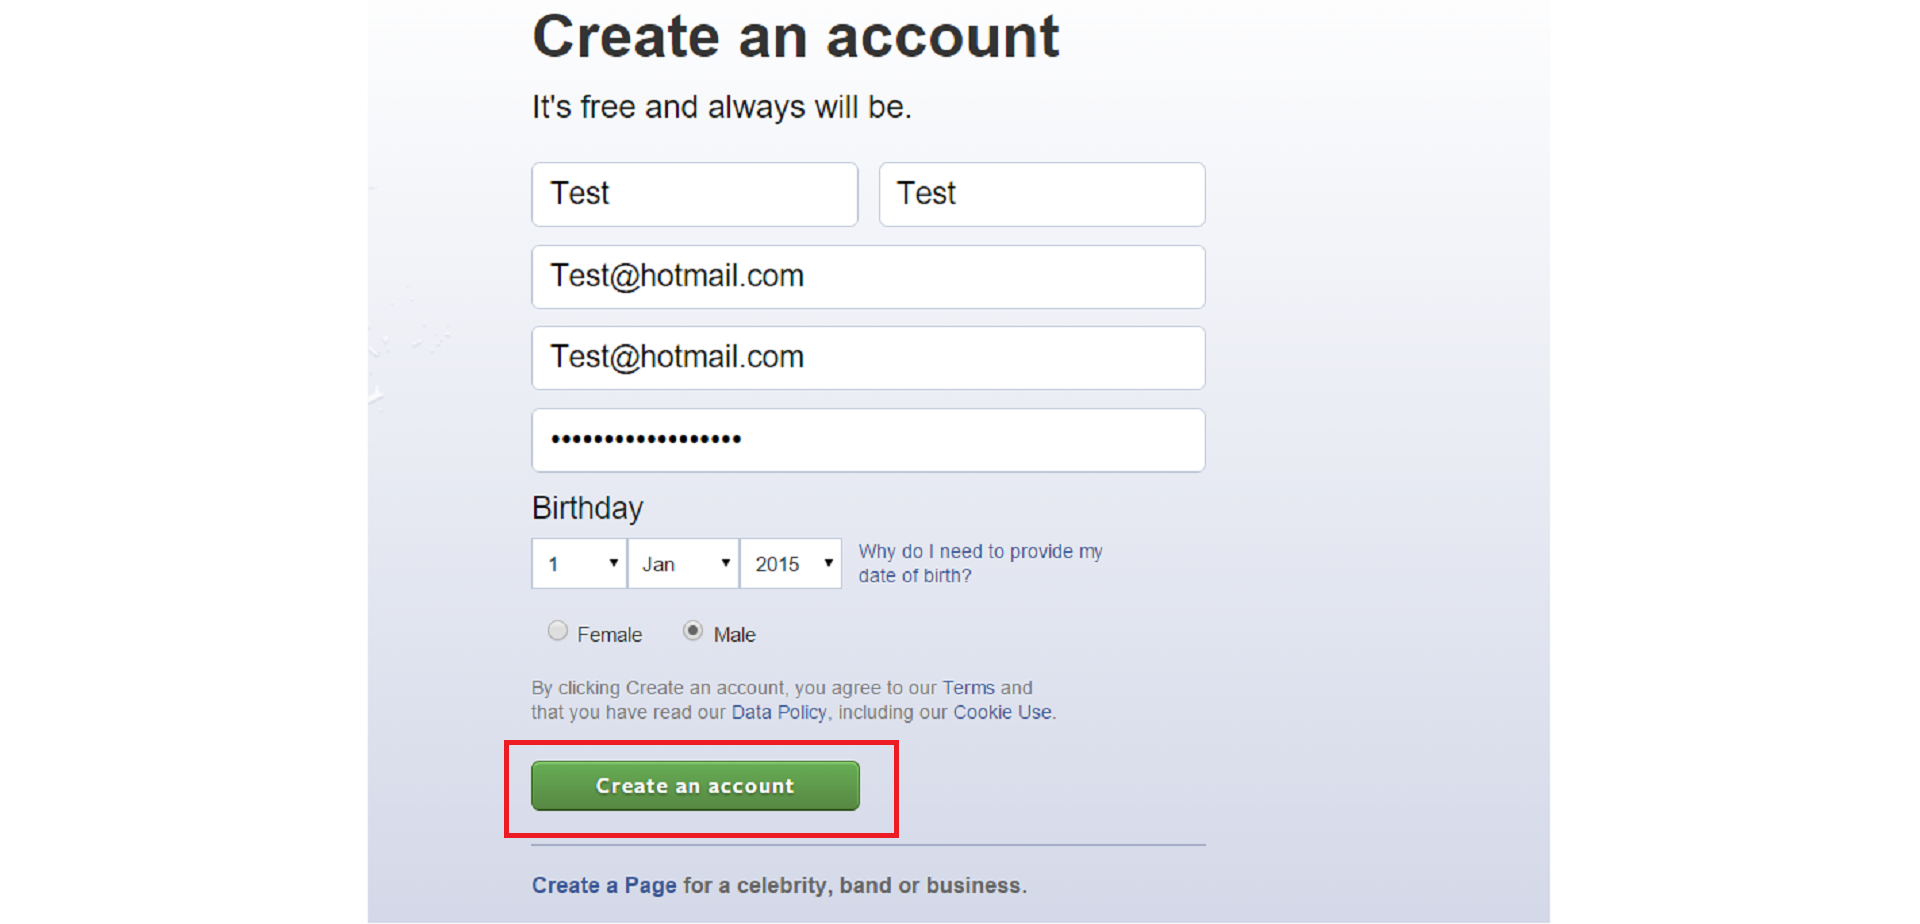 Create an account
It's free and always will be.
Test Test
Test@hotmail.com
Test@hotmail.com
••••••••••••••••••
Birthday
1 Jan 2015 Why do I need to provide my
date of birth?
Female Male
By clicking Create an account, you agree to our Terms and
that you have read our Data Policy, including our Cookie Use.
Create an account
Create a Page for a celebrity, band or business.